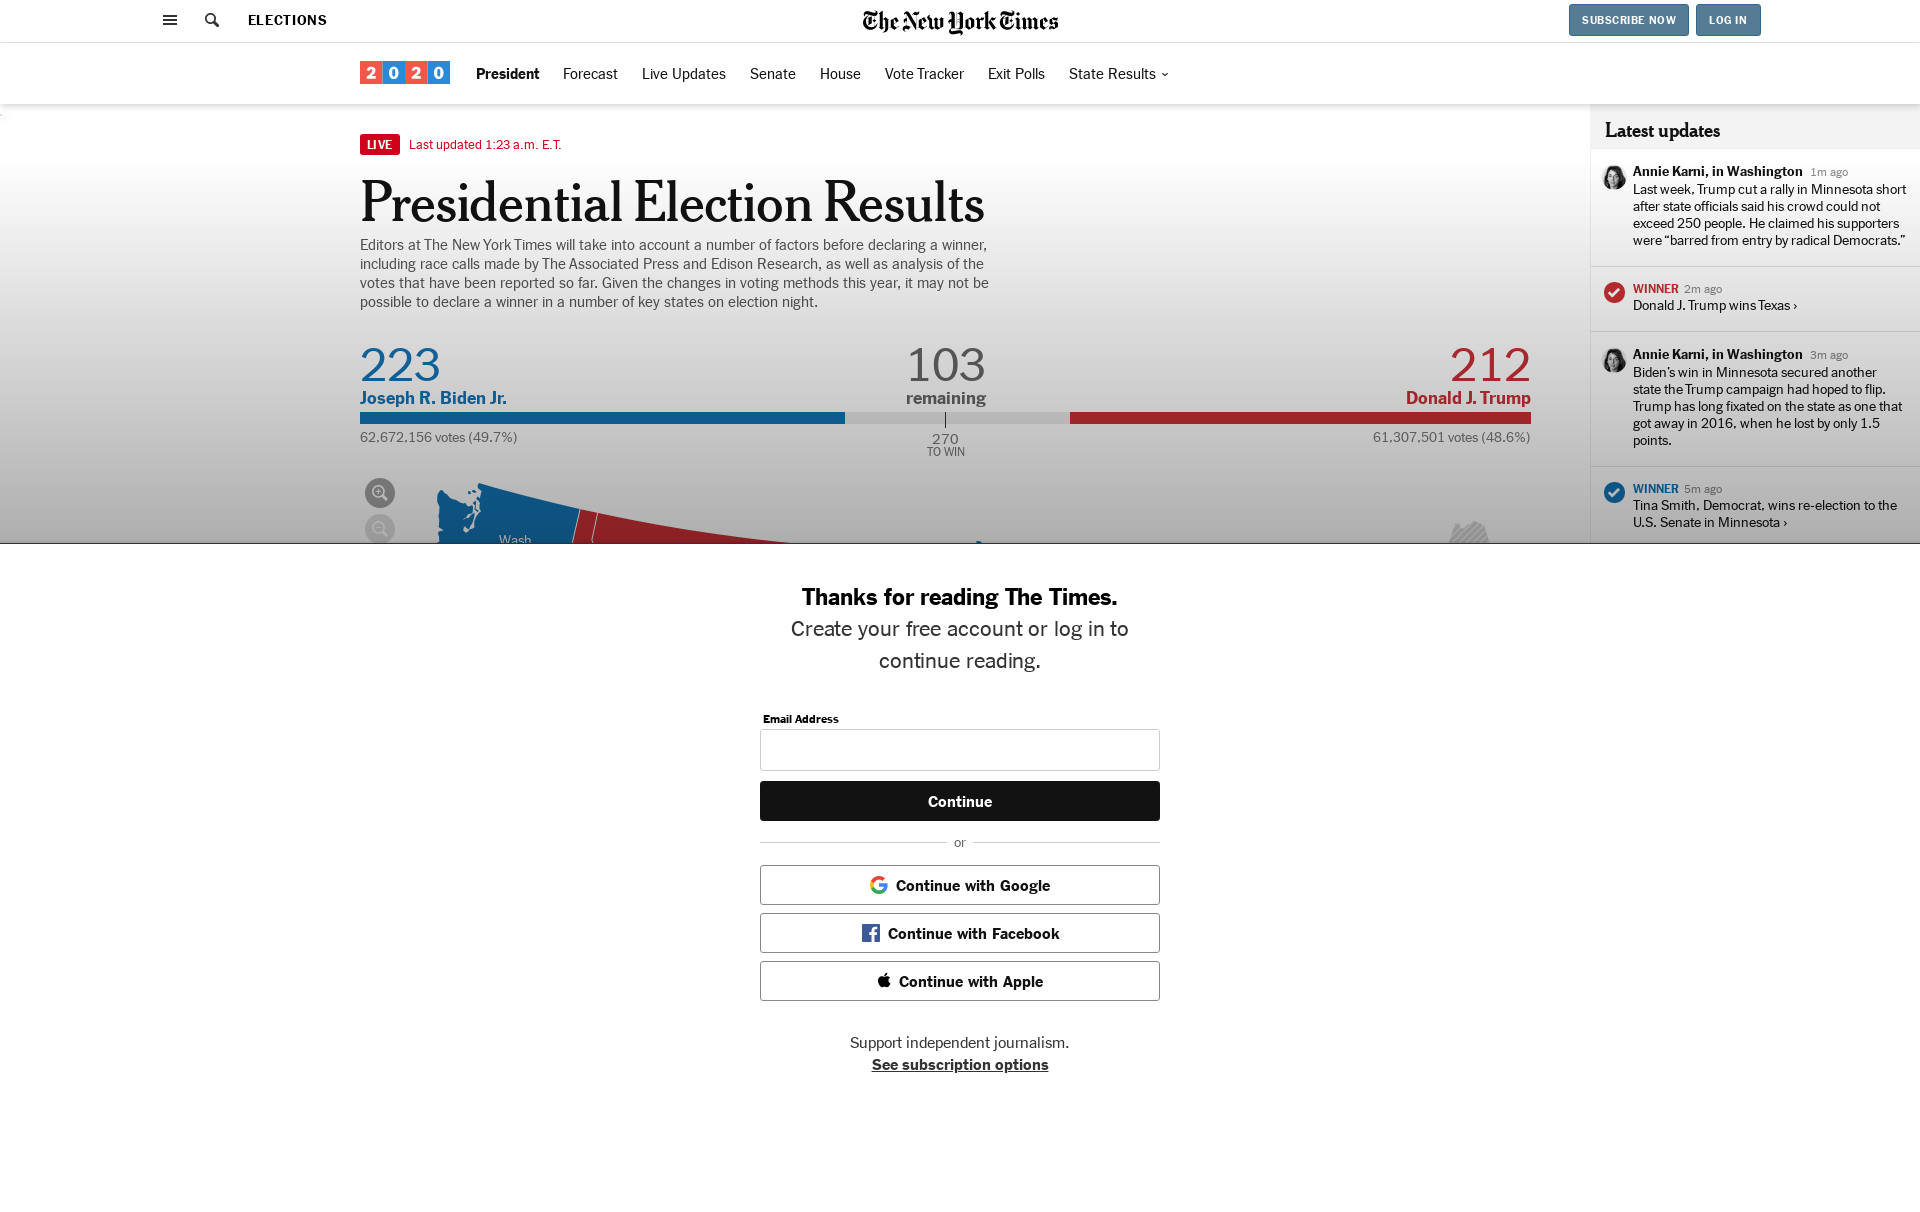 ELECTIONS
The New York Times
SUBSCRIBE NOW
LOG IN
2020
President
Forecast
Live Updates
Senate
House
Vote Tracker
Exit Polls
State Results
LIVE
Last updated 1:23 a.m. E.T.
Presidential Election Results
Editors at The New York Times will take into account a number of factors before declaring a winner,
including race calls made by The Associated Press and Edison Research, as well as analysis of the
votes that have been reported so far. Given the changes in voting methods this year, it may not be
possible to declare a winner in a number of key states on election night.
223
103
212
Joseph R. Biden Jr.
remaining
Donald J. Trump
62,672,156 votes (49.7%)
270
TO WIN
61,307,501 votes (48.6%)
Wash.
Latest updates
Annie Karni, in Washington 1m ago
Last week, Trump cut a rally in Minnesota short
after state officials said his crowd could not
exceed 250 people. He claimed his supporters
were “barred from entry by radical Democrats.”
WINNER 2m ago
Donald J. Trump wins Texas ›
Annie Karni, in Washington 3m ago
Biden’s win in Minnesota secured another
state the Trump campaign had hoped to flip.
Trump has long fixated on the state as one that
got away in 2016, when he lost by only 1.5
points.
WINNER 5m ago
Tina Smith, Democrat, wins re-election to the
U.S. Senate in Minnesota ›
Thanks for reading The Times.
Create your free account or log in to
continue reading.
Email Address
Continue
or
Continue with Google
Continue with Facebook
Continue with Apple
Support independent journalism.
See subscription options